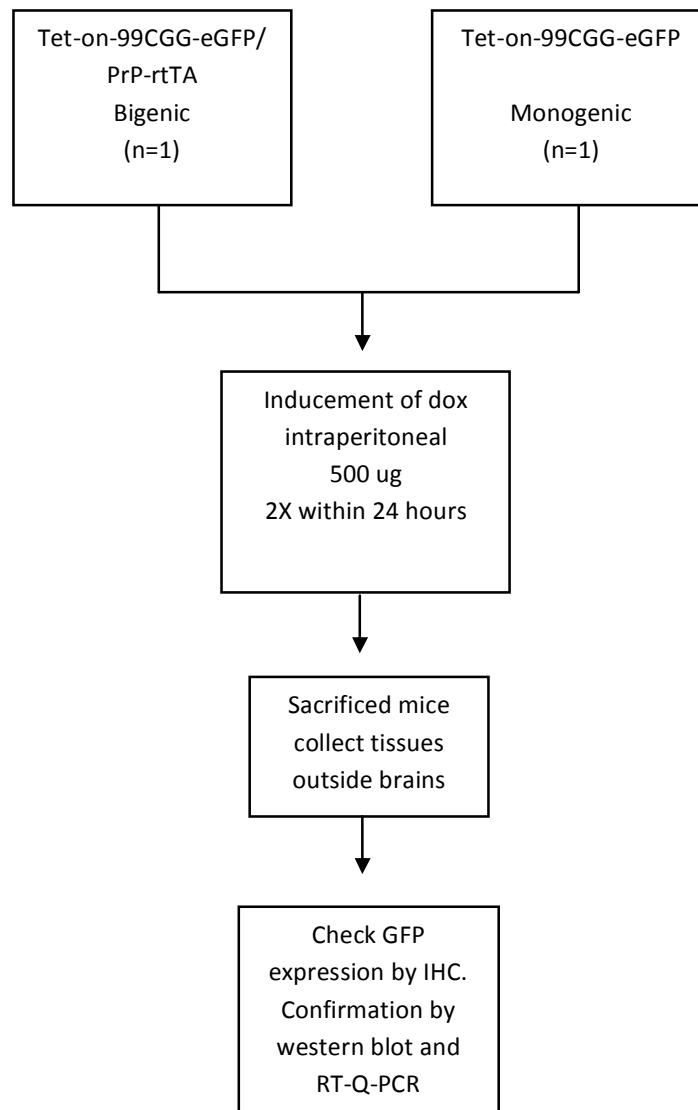 Tet-on-99CGG-eGFP/
PrP-rtTA
Bigenic
(n=1)
Tet-on-99CGG-eGFP
Monogenic
(n=1)
Inducement of dox
intraperitoneal
500 ug
2X within 24 hours
Sacrificed mice
collect tissues
outside brains
Check GFP
expression by IHC.
Confirmation by
western blot and
RT-Q-PCR